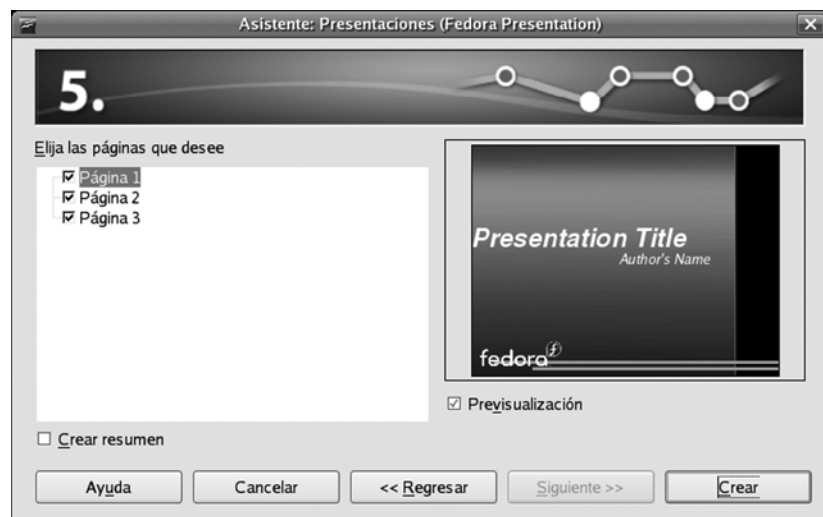 Asistente: Presentaciones (Fedora Presentation)
5.
Elija las páginas que desee
Página 1
Página 2
Página 3
Presentation Title
Author's Name
fedora
Previsualización
Crear resumen
Ayuda
Cancelar
<< Regresar
Siguiente >>
Crear